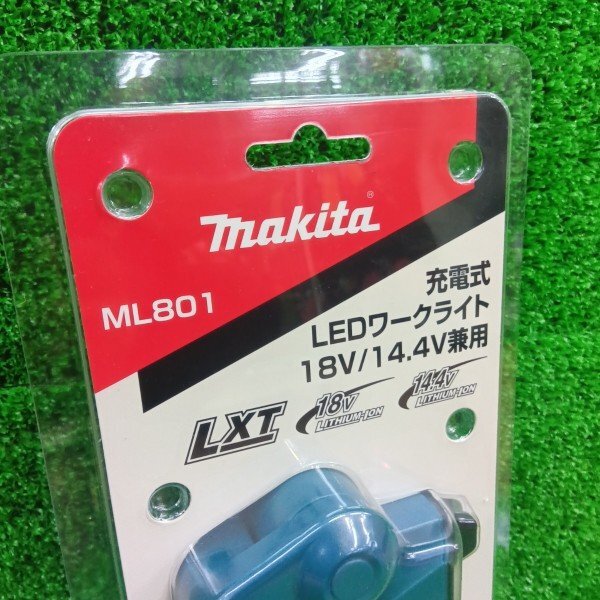 makita®
ML801
充電式
LEDワークライト
18V/14.4V兼用
LXT
18V
LITHIUM-ION
14.4V
LITHIUM-ION